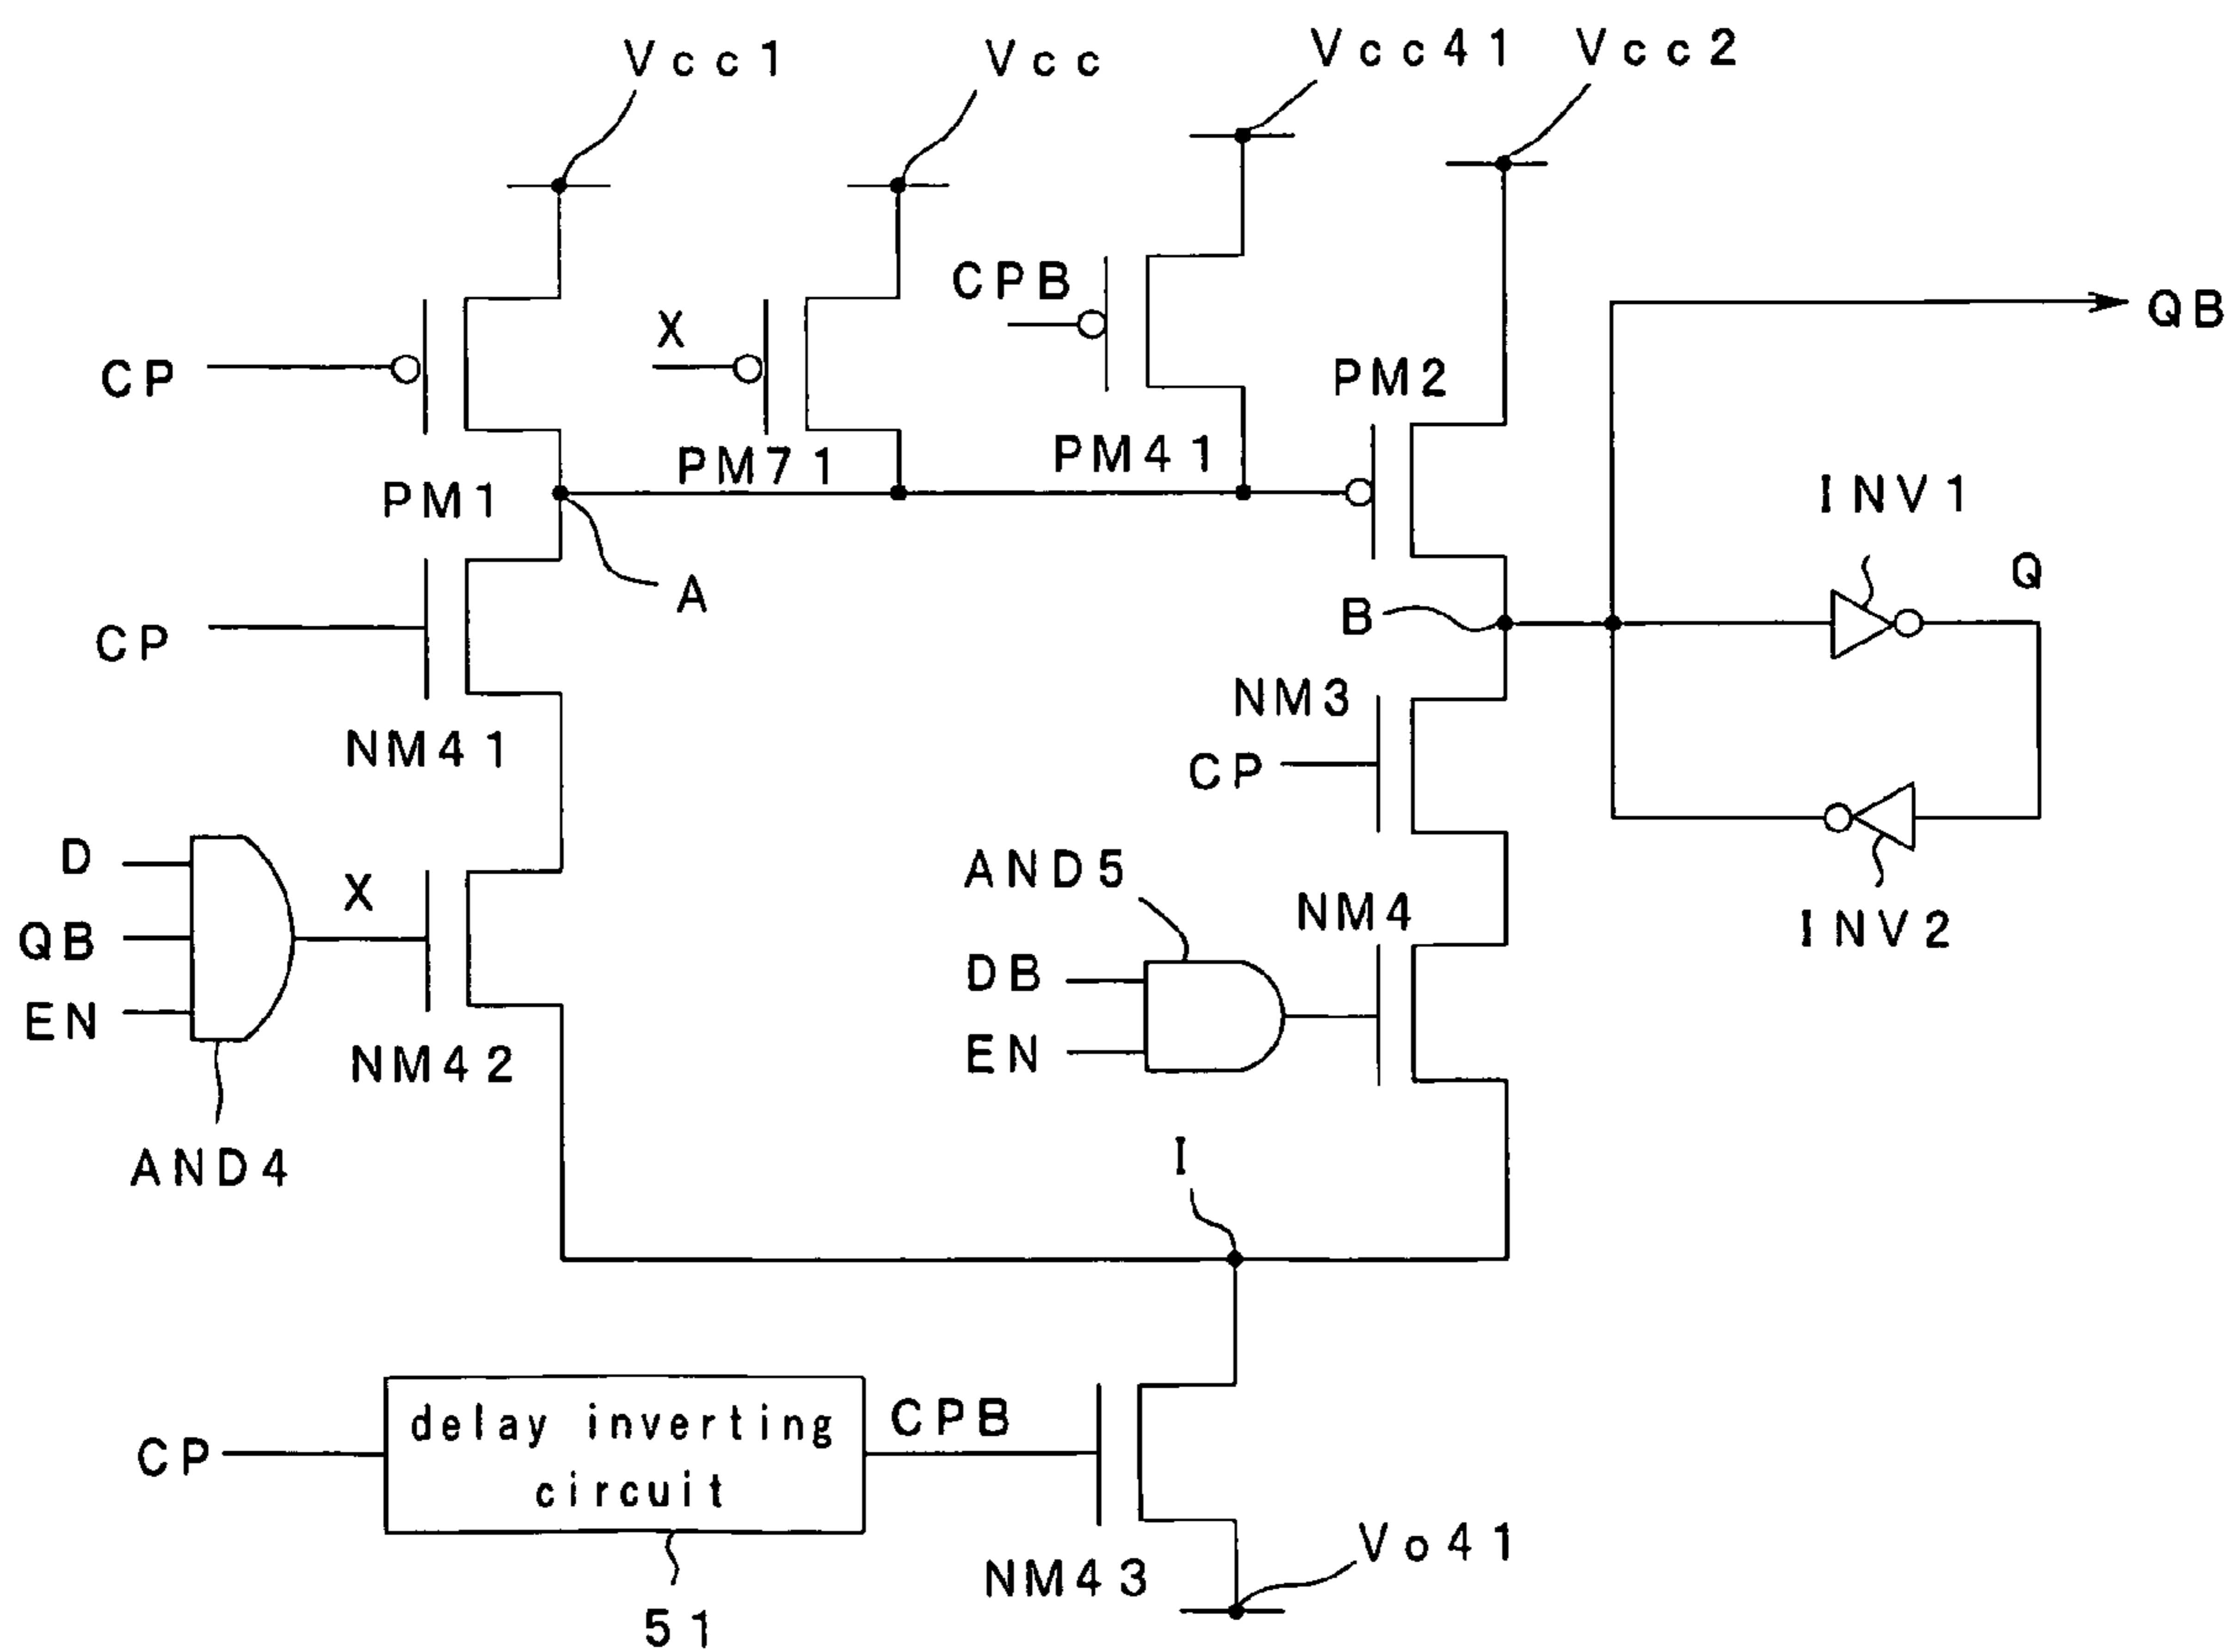 Vcc1
Vcc
Vcc41
Vcc2
CP
X
CPB
PM2
QB
PM1
PM71
PM41
INV1
A
B
Q
CP
NM41
NM3
CP
D
QB
EN
X
AND5
NM4
INV2
DB
EN
NM42
AND4
I
CP
delay inverting
circuit
CPB
51
NM43
Vo41